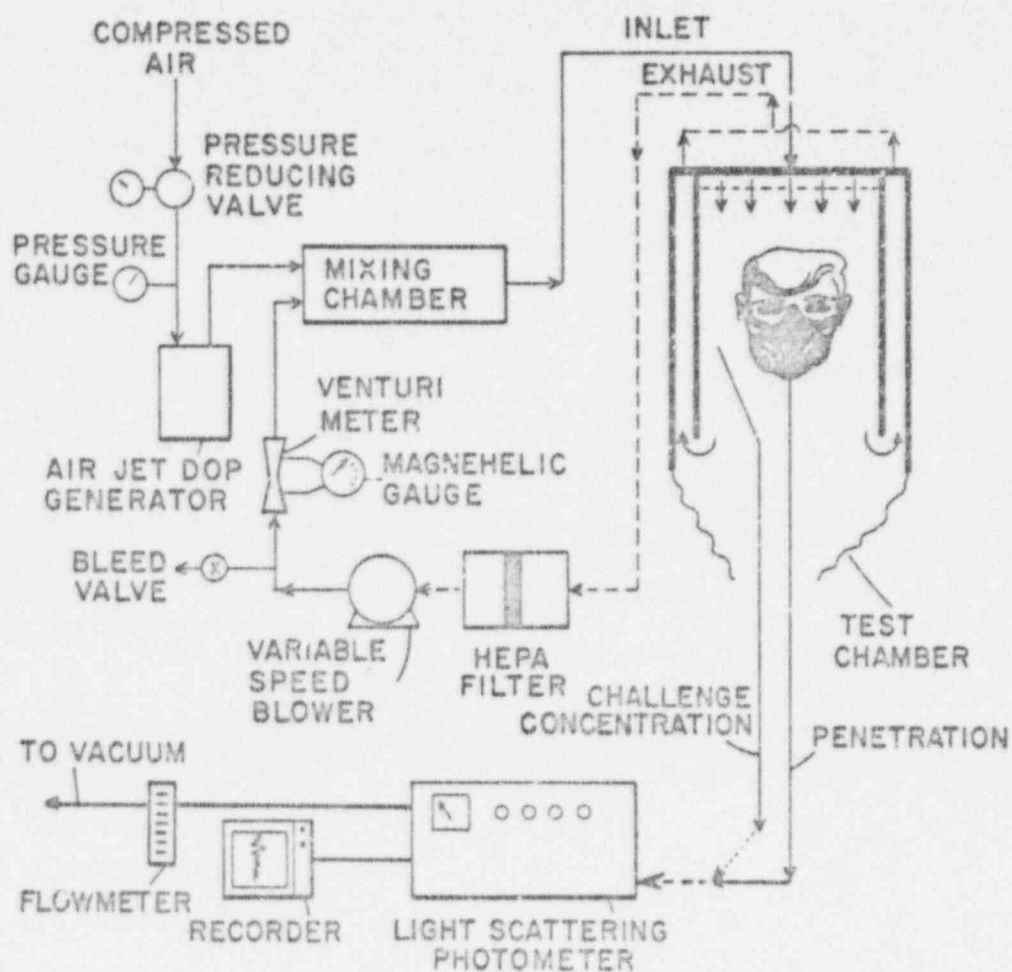 COMPRESSED
AIR
INLET
EXHAUST
PRESSURE
REDUCING
VALVE
PRESSURE
GAUGE
MIXING
CHAMBER
VENTURI
METER
AIR JET DOP
GENERATOR
MAGNEHELIC
GAUGE
BLEED
VALVE
X
VARIABLE
SPEED
BLOWER
HEPA
FILTER
TEST
CHAMBER
CHALLENGE
CONCENTRATION
PENETRATION
TO VACUUM
FLOWMETER
RECORDER
LIGHT SCATTERING
PHOTOMETER